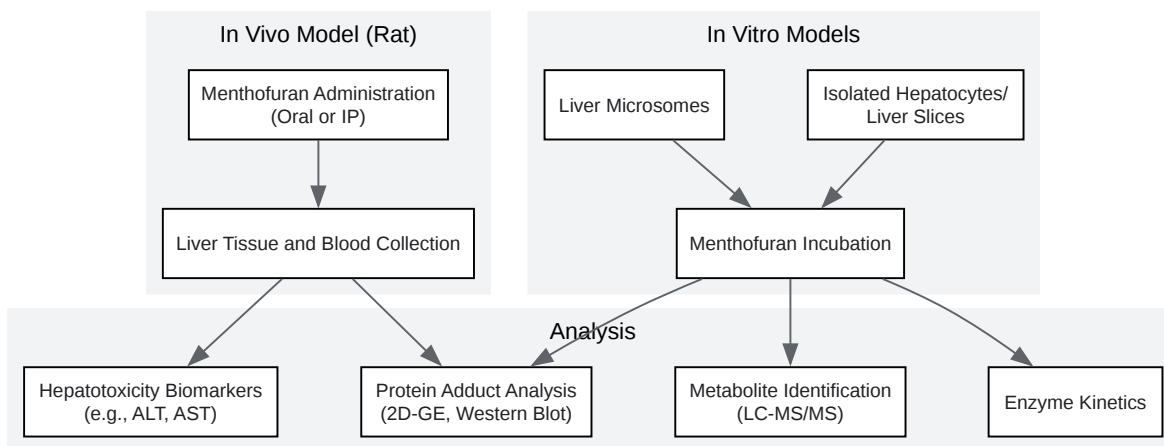 In Vivo Model (Rat)
Menthofuran Administration
(Oral or IP)
Liver Tissue and Blood Collection
In Vitro Models
Liver Microsomes
Isolated Hepatocytes/
Liver Slices
Menthofuran Incubation
Analysis
Hepatotoxicity Biomarkers
(e.g., ALT, AST)
Protein Adduct Analysis
(2D-GE, Western Blot)
Metabolite Identification
(LC-MS/MS)
Enzyme Kinetics